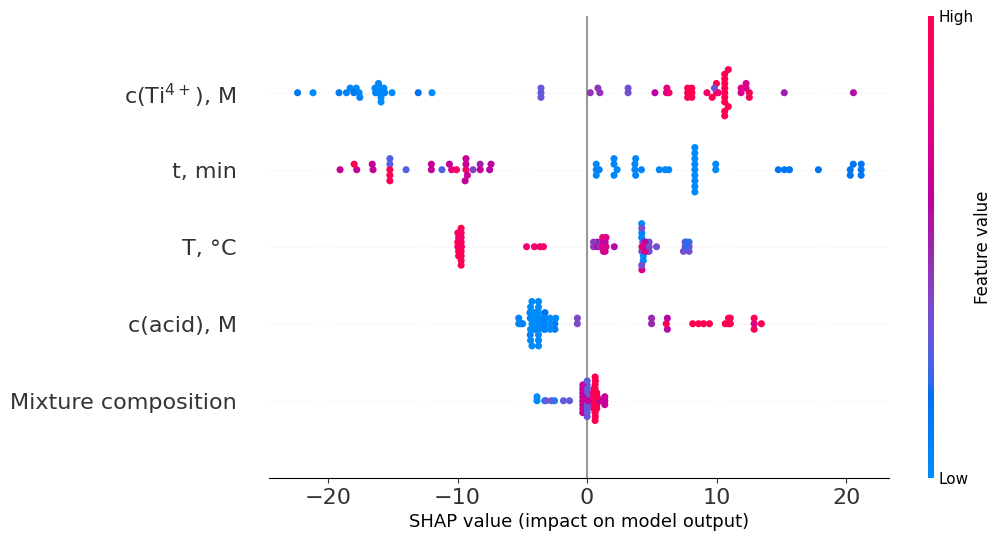 High
c(Ti⁴⁺), M
t, min
T, °C
c(acid), M
Mixture composition
Feature value
Low
−20 −10 0 10 20
SHAP value (impact on model output)